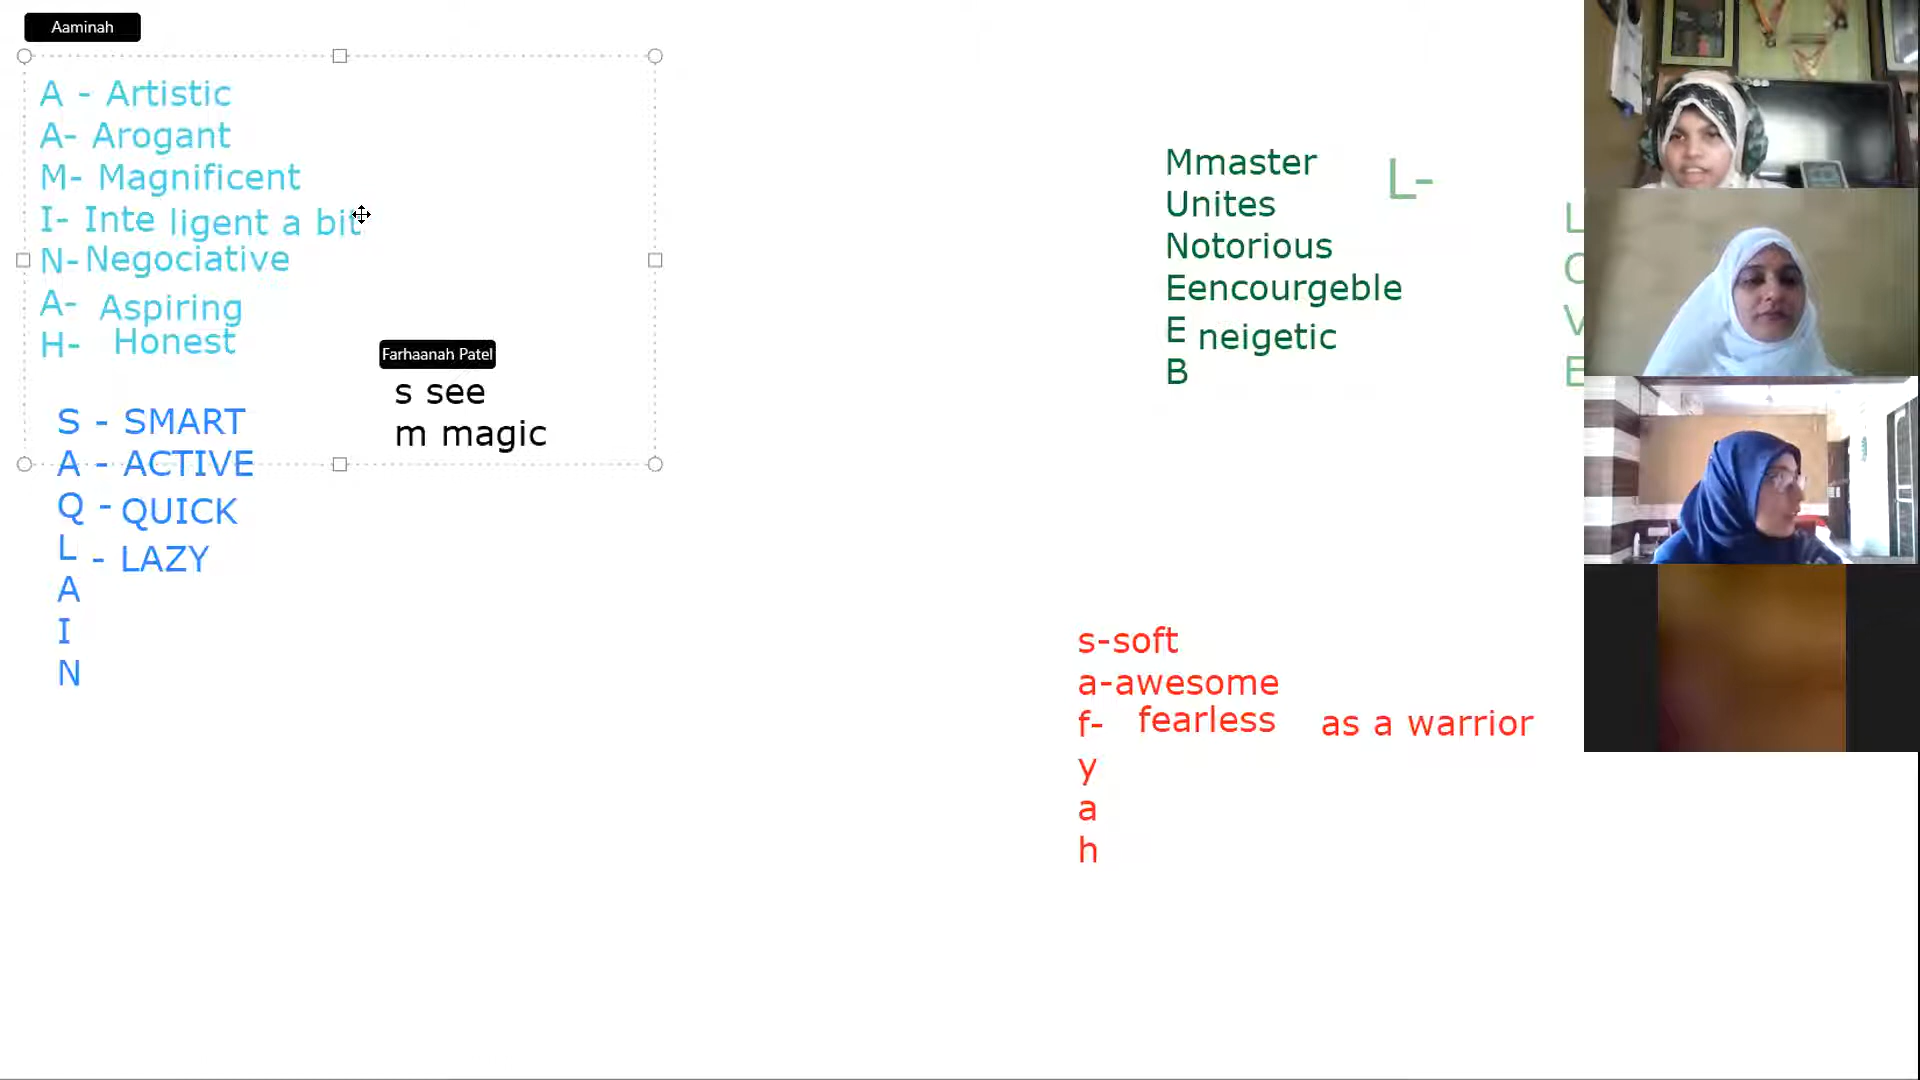 Aaminah
A - Artistic
A- Arogant
M- Magnificent
I- Inte ligent a bit
N- Negociative
A- Aspiring
H- Honest
Farhaanah Patel
s see
m magic
S - SMART
A - ACTIVE
Q - QUICK
L - LAZY
A
I
N
Mmaster
Unites
Notorious
Eencourgeble
E neigetic
B
L-
L
O
V
E
s-soft
a-awesome
f- fearless as a warrior
y
a
h